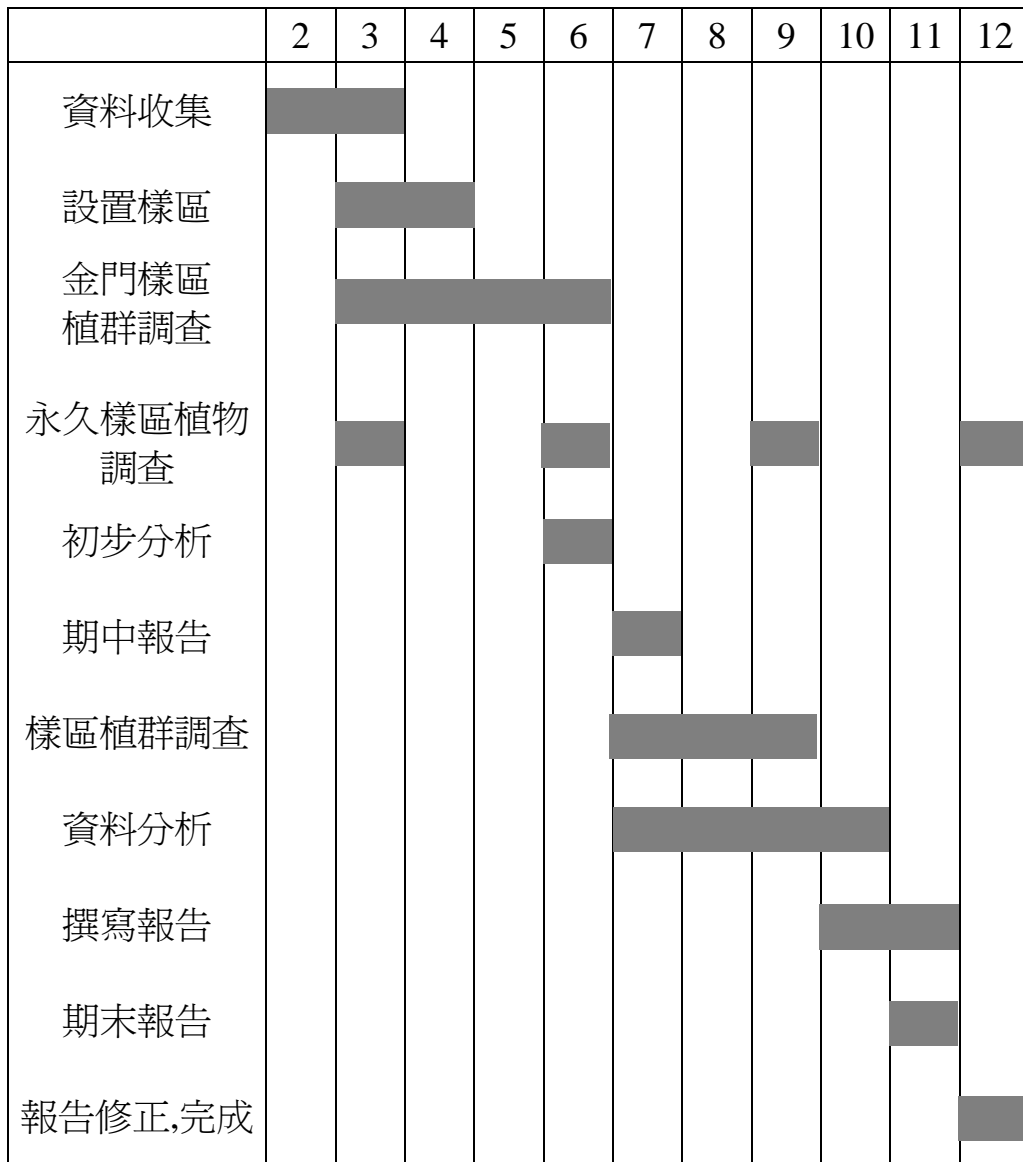 2 3 4 5 6 7 8 9 10 11 12
資料收集
設置樣區
金門樣區
植群調查
永久樣區植物
調查
初步分析
期中報告
樣區植群調查
資料分析
撰寫報告
期末報告
報告修正,完成